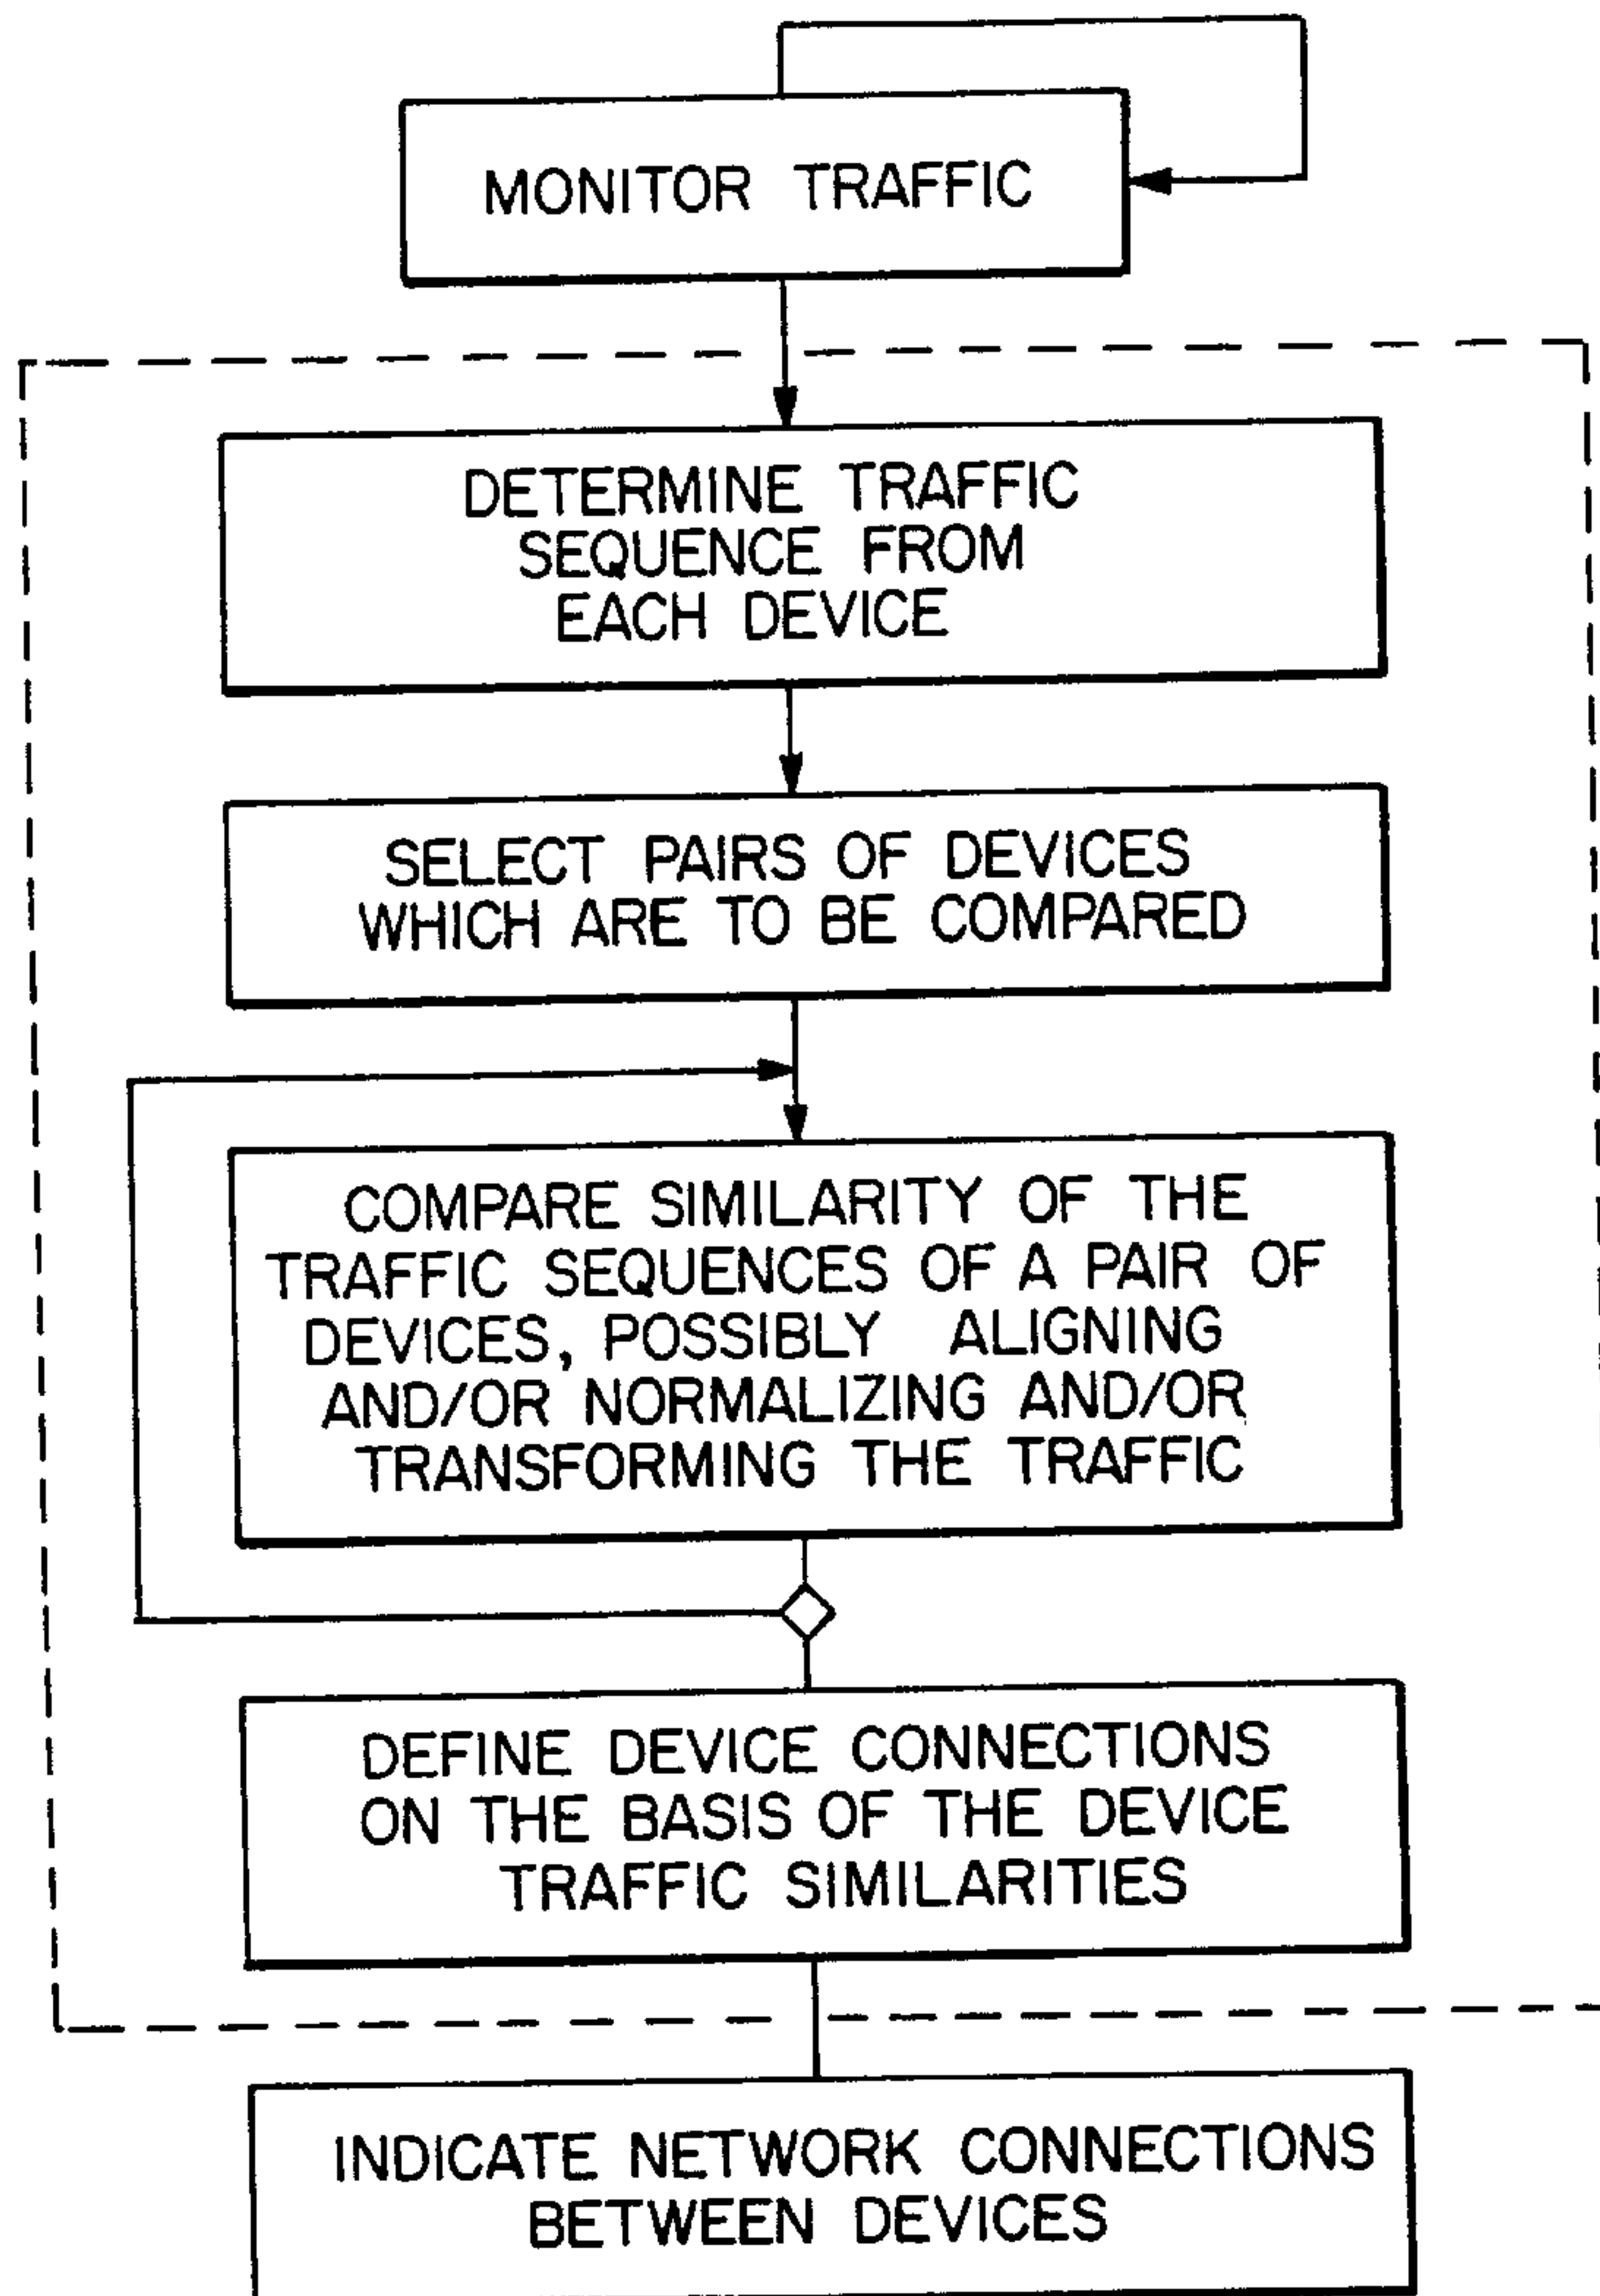 MONITOR TRAFFIC
DETERMINE TRAFFIC
SEQUENCE FROM
EACH DEVICE
SELECT PAIRS OF DEVICES
WHICH ARE TO BE COMPARED
COMPARE SIMILARITY OF THE
TRAFFIC SEQUENCES OF A PAIR OF
DEVICES, POSSIBLY ALIGNING
AND/OR NORMALIZING AND/OR
TRANSFORMING THE TRAFFIC
DEFINE DEVICE CONNECTIONS
ON THE BASIS OF THE DEVICE
TRAFFIC SIMILARITIES
INDICATE NETWORK CONNECTIONS
BETWEEN DEVICES